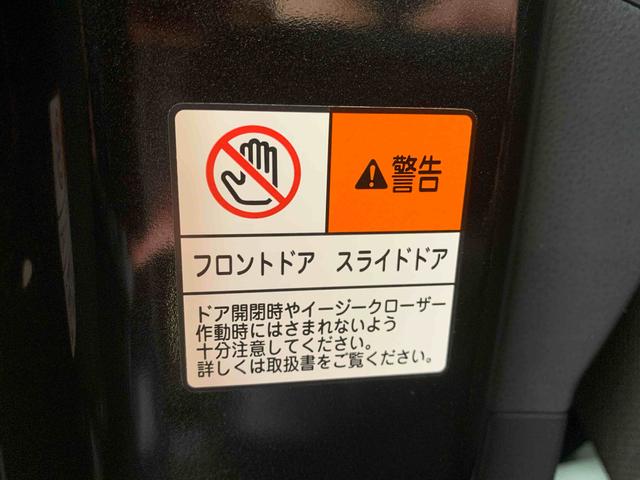 警告
フロントドア スライドドア
ドア開閉時やイージークローザー
作動時にはさまれないよう
十分注意してください。
詳しくは取扱書をご覧ください。